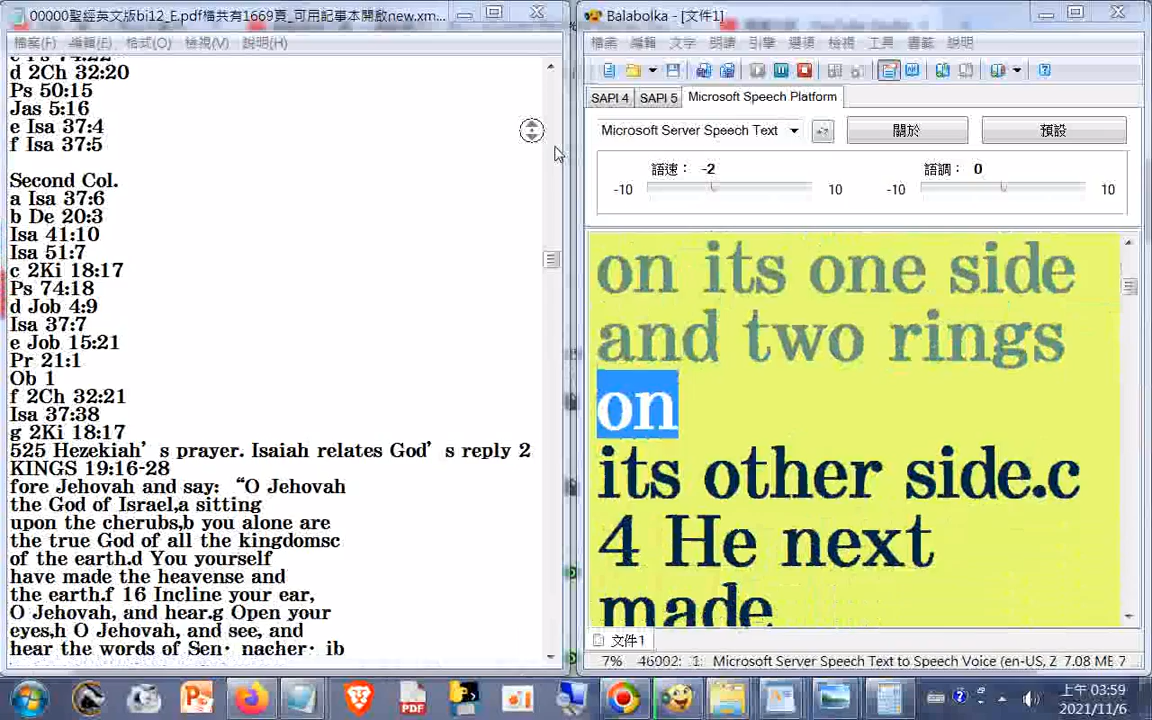 00000聖經英文版bi12_E.pdf檔共有1669頁_可用記事本開啟new.xm...
檔案(F) 編輯(E) 格式(O) 檢視(V) 說明(H)
d 2Ch 32:20
Ps 50:15
Jas 5:16
e Isa 37:4
f Isa 37:5
Second Col.
a Isa 37:6
b De 20:3
Isa 41:10
Isa 51:7
c 2Ki 18:17
Ps 74:18
d Job 4:9
Isa 37:7
e Job 15:21
Pr 21:1
Ob 1
f 2Ch 32:21
Isa 37:38
g 2Ki 18:17
525 Hezekiah’s prayer. Isaiah relates God’s reply 2
KINGS 19:16-28
fore Jehovah and say: “O Jehovah
the God of Israel,a sitting
upon the cherubs,b you alone are
the true God of all the kingdomsc
of the earth.d You yourself
have made the heavense and
the earth.f 16 Incline your ear,
O Jehovah, and hear.g Open your
eyes,h O Jehovah, and see, and
hear the words of Sen· nacher· ib
Balabolka - [文件1]
檔案 編輯 文字 朗讀 引擎 選項 檢視 工具 書籤 說明
SAPI 4 SAPI 5 Microsoft Speech Platform
Microsoft Server Speech Text 關於 預設
語速： -2 語調： 0
-10 10 -10 10
on its one side
and two rings
on
its other side.c
4 He next
made
文件1
7% 46002: 1: Microsoft Server Speech Text to Speech Voice (en-US, Z 7.08 ME 7
PDF
上午 03:59
2021/11/6